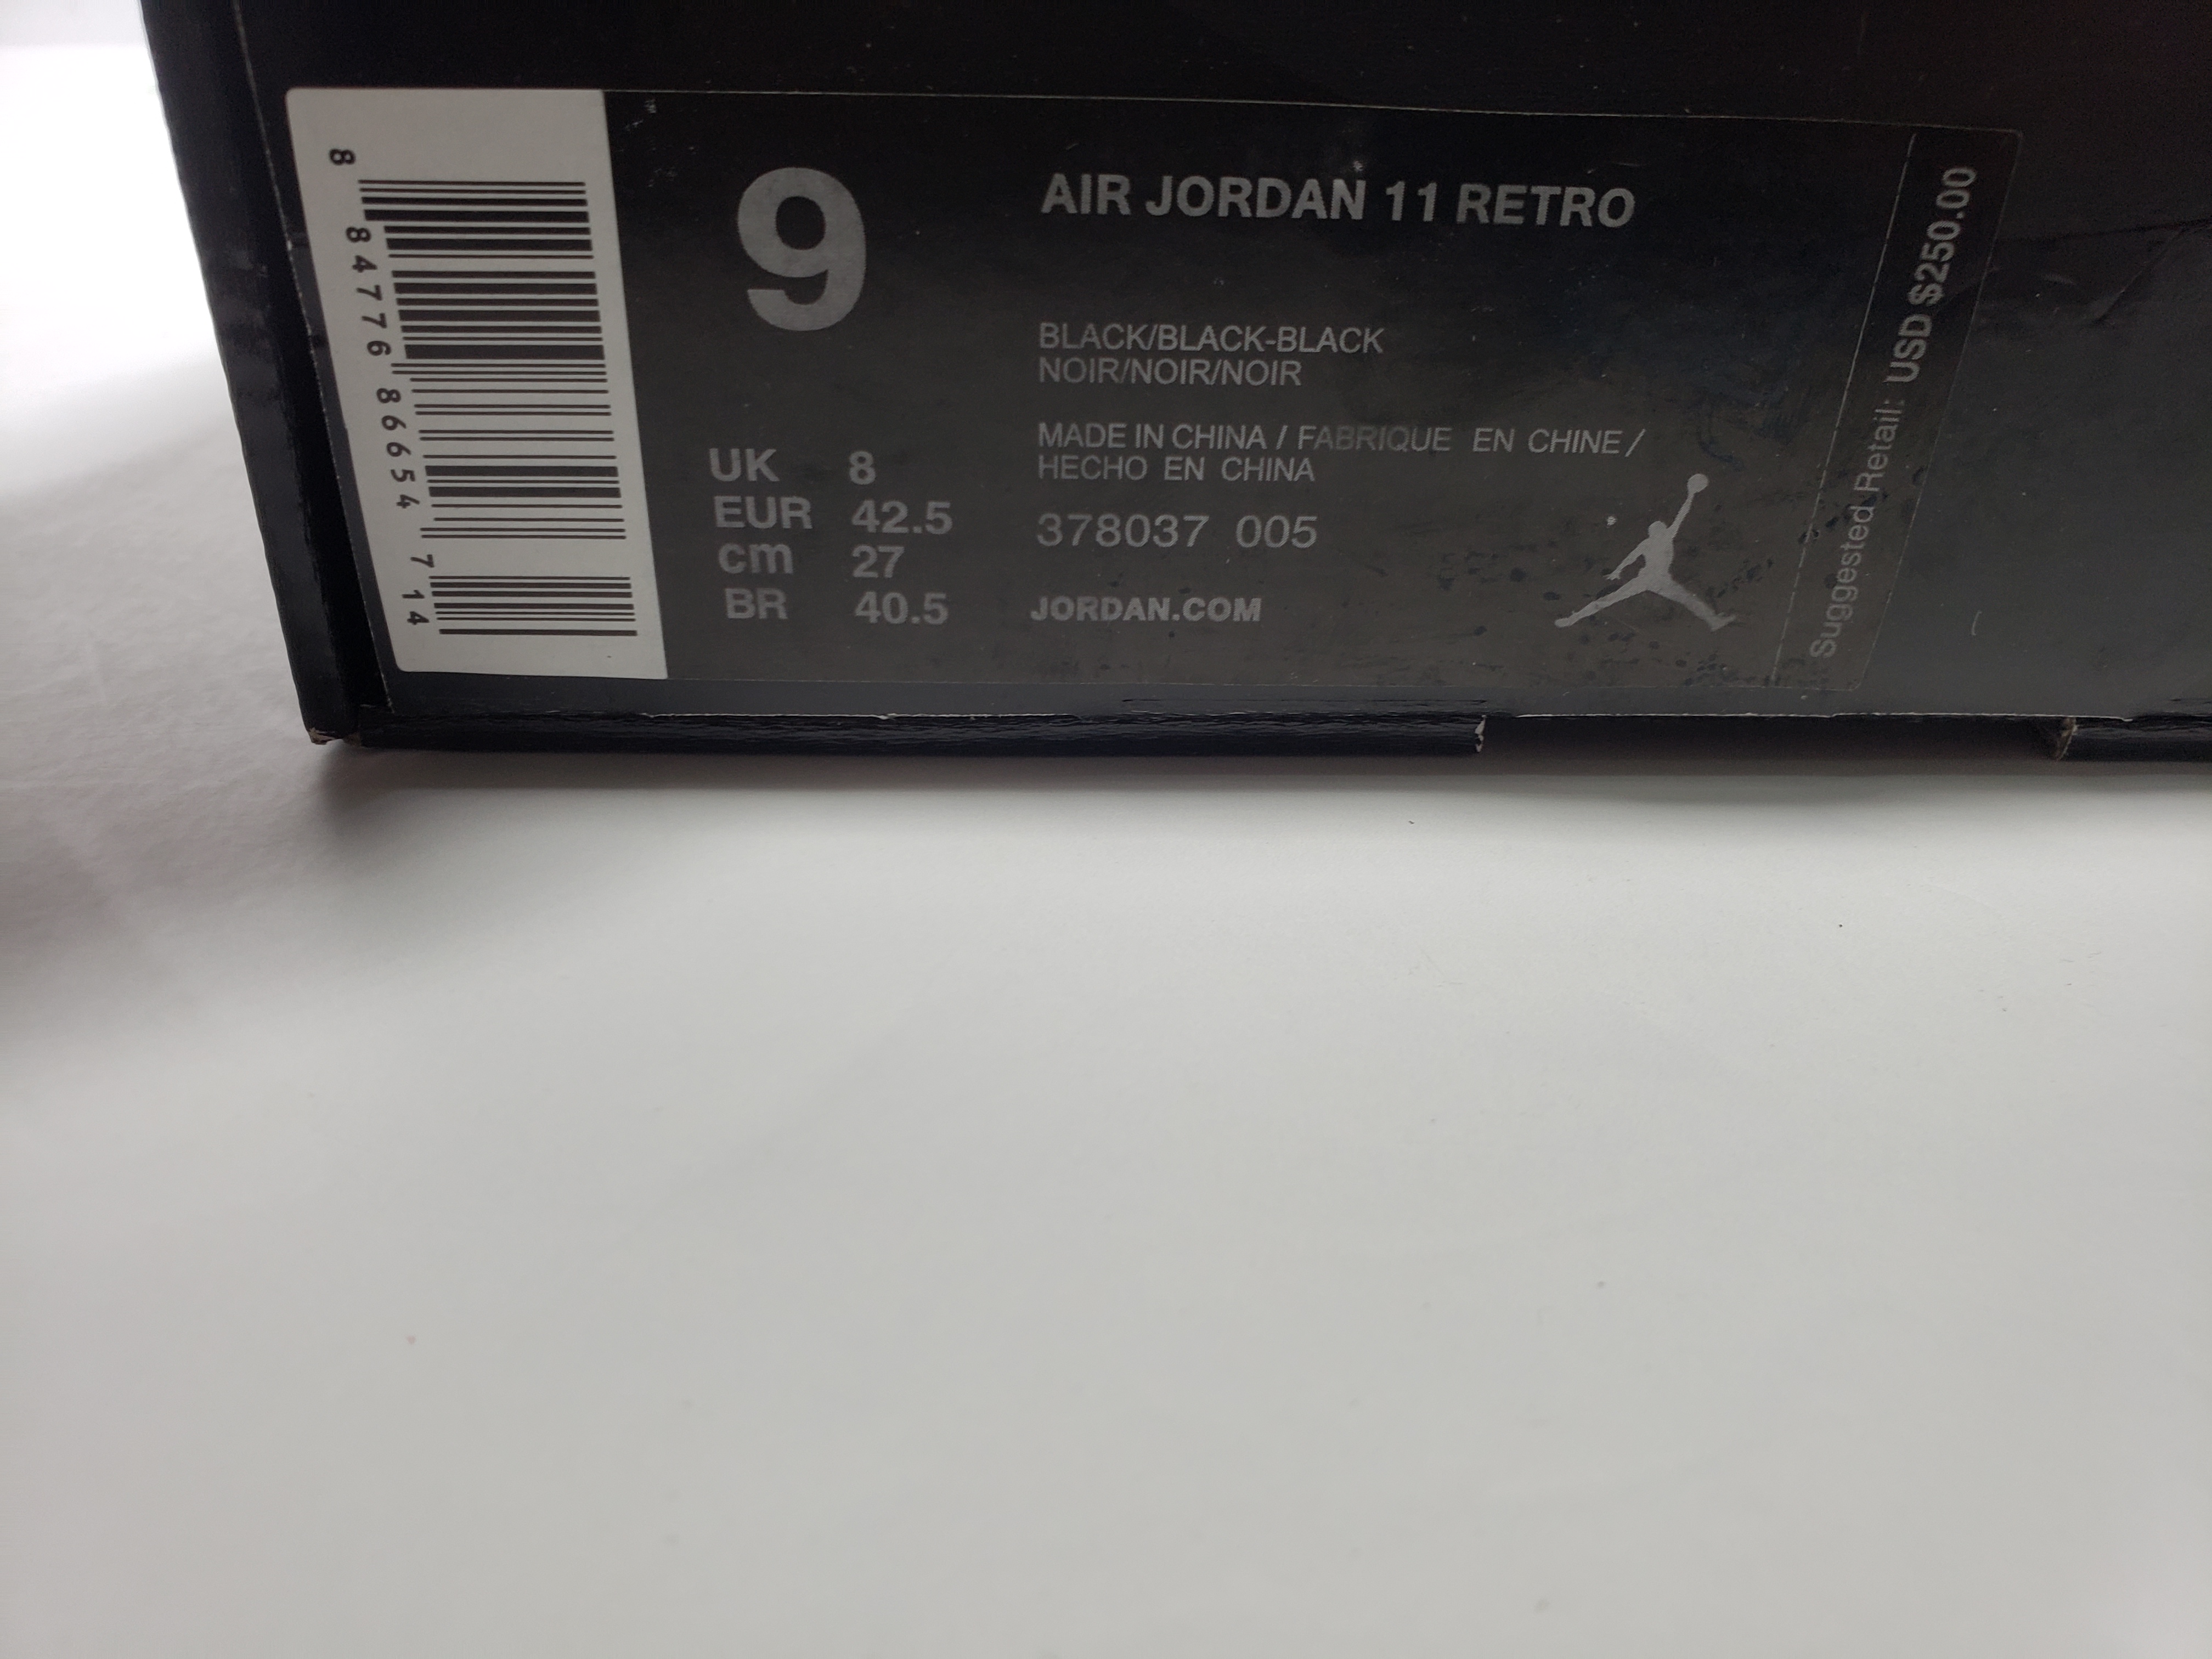 8 84776 86654 7 14
9
UK 8
EUR 42.5
cm 27
BR 40.5
AIR JORDAN 11 RETRO
BLACK/BLACK-BLACK
NOIR/NOIR/NOIR
MADE IN CHINA / FABRIQUE EN CHINE /
HECHO EN CHINA
378037 005
JORDAN.COM
Suggested Retail: USD $250.00